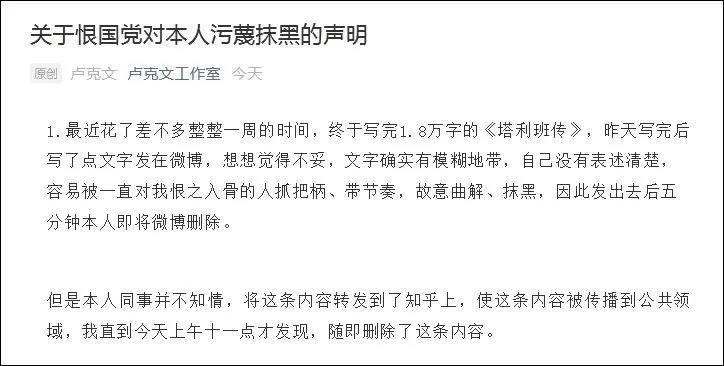 关于恨国党对本人污蔑抹黑的声明
原创 卢克文 卢克文工作室 今天
1.最近花了差不多整整一周的时间，终于写完1.8万字的《塔利班传》，昨天写完后
写了点文字发在微博，想想觉得不妥，文字确实有模糊地带，自己没有表述清楚，
容易被一直对我恨之入骨的人抓把柄、带节奏，故意曲解、抹黑，因此发出去后五
分钟本人即将微博删除。
但是本人同事并不知情，将这条内容转发到了知乎上，使这条内容被传播到公共领
域，我直到今天上午十一点才发现，随即删除了这条内容。